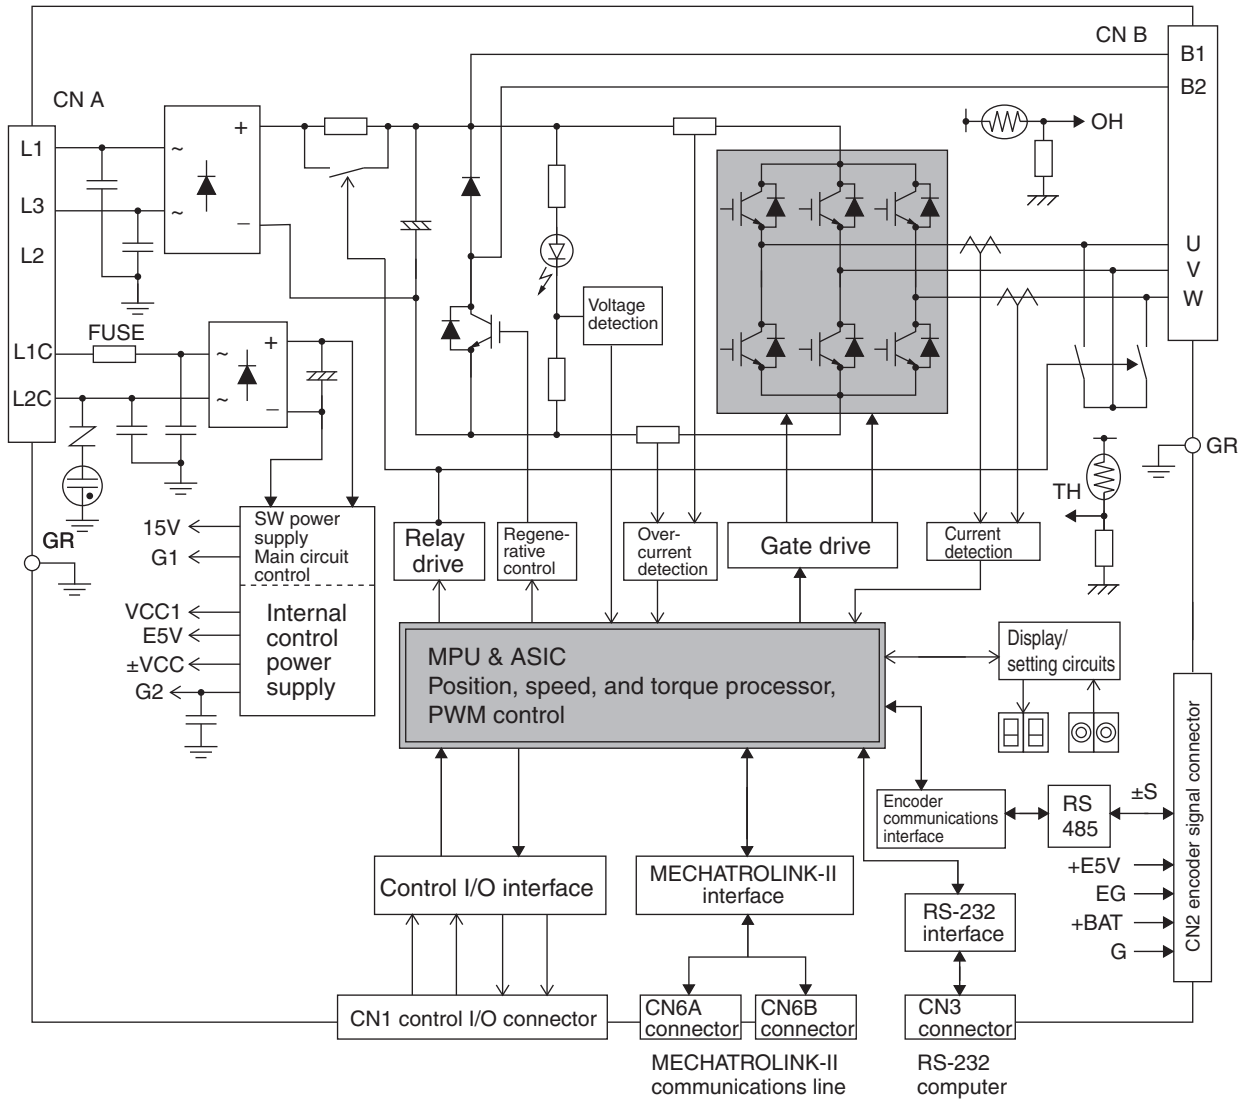 CN B
B1
B2
CN A
+
OH
L1
~
L3
~
–
L2
U
V
W
Voltage
detection
FUSE
L1C
~
+
L2C
~
–
GR
TH
15V
G1
GR
SW power
supply
Main circuit
control
Relay
drive
Regene-
rative
control
Over-
current
detection
Gate drive
Current
detection
VCC1
E5V
±VCC
G2
Internal
control
power
supply
MPU & ASIC
Position, speed, and torque processor,
PWM control
Display/
setting circuits
Encoder
communications
interface
RS
485
±S
CN2 encoder signal connector
+E5V
EG
+BAT
G
Control I/O interface
MECHATROLINK-II
interface
RS-232
interface
CN1 control I/O connector
CN6A
connector
CN6B
connector
CN3
connector
MECHATROLINK-II
communications line
RS-232
computer